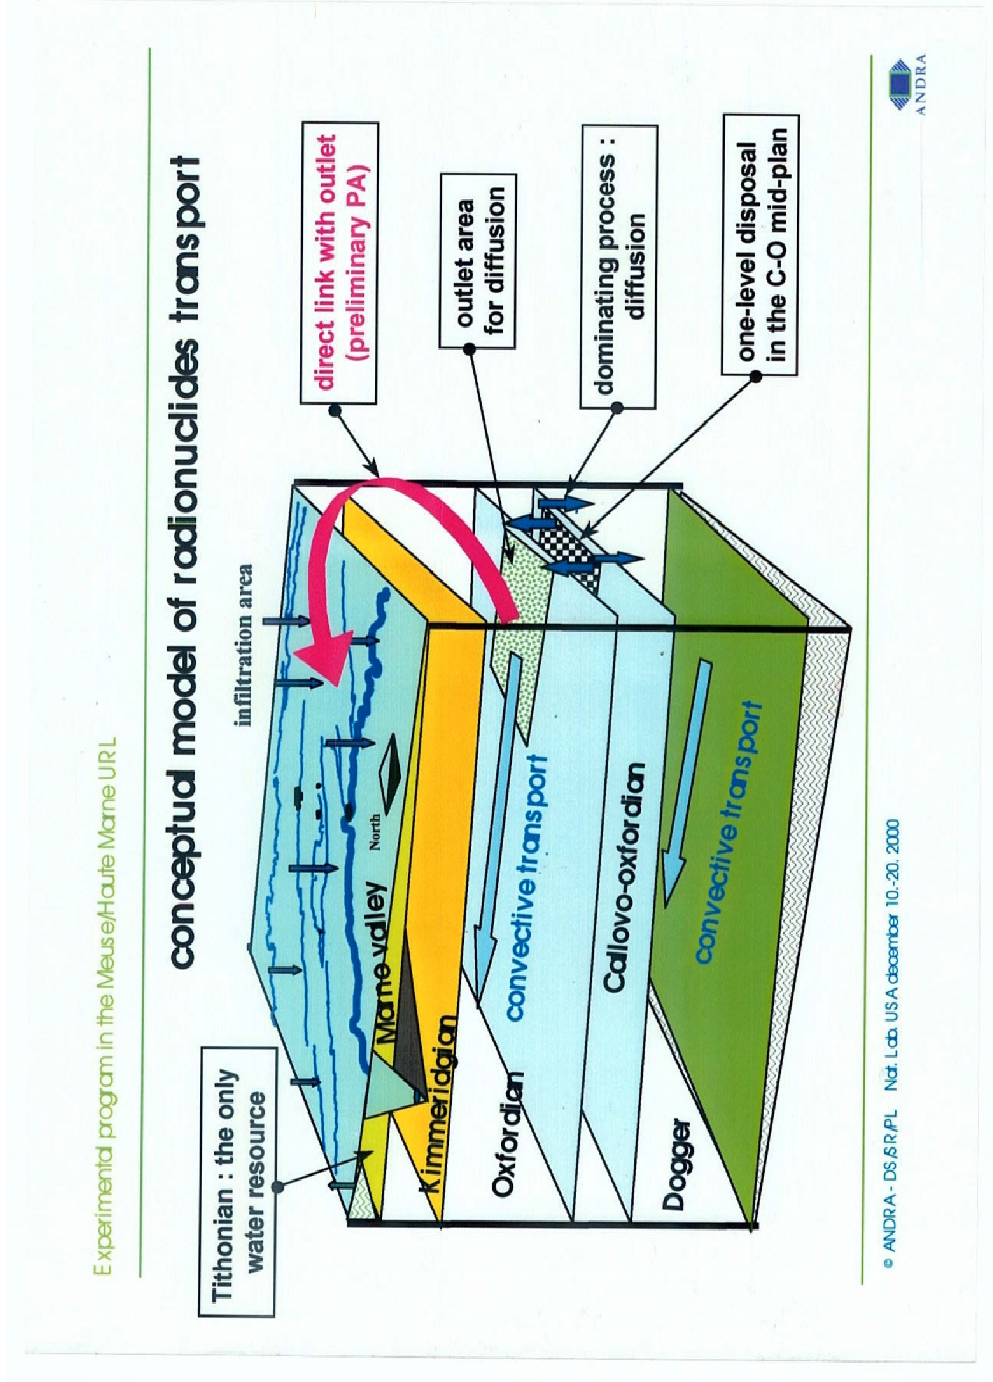 Experimental program in the Meuse/Haute Marne URL
conceptual model of radionuclides transport
Tithonian : the only
water resource
infiltration area
direct link with outlet
(preliminary PA)
outlet area
for diffusion
dominating process :
diffusion
one-level disposal
in the C-O mid-plan
Marne valley
North
Kimmeridgian
Oxfordian
convective transport
Callovo-oxfordian
Dogger
convective transport
© ANDRA - DS/SR/PL Nat. Lab. USA december 10.-20. 2000
ANDRA